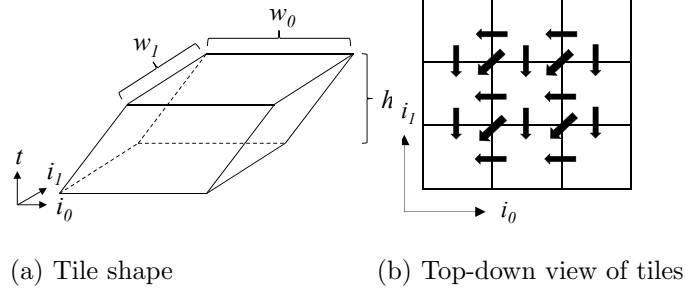 w₀
w₁
h
t
i₁
i₀
i₁
i₀
(a) Tile shape
(b) Top-down view of tiles